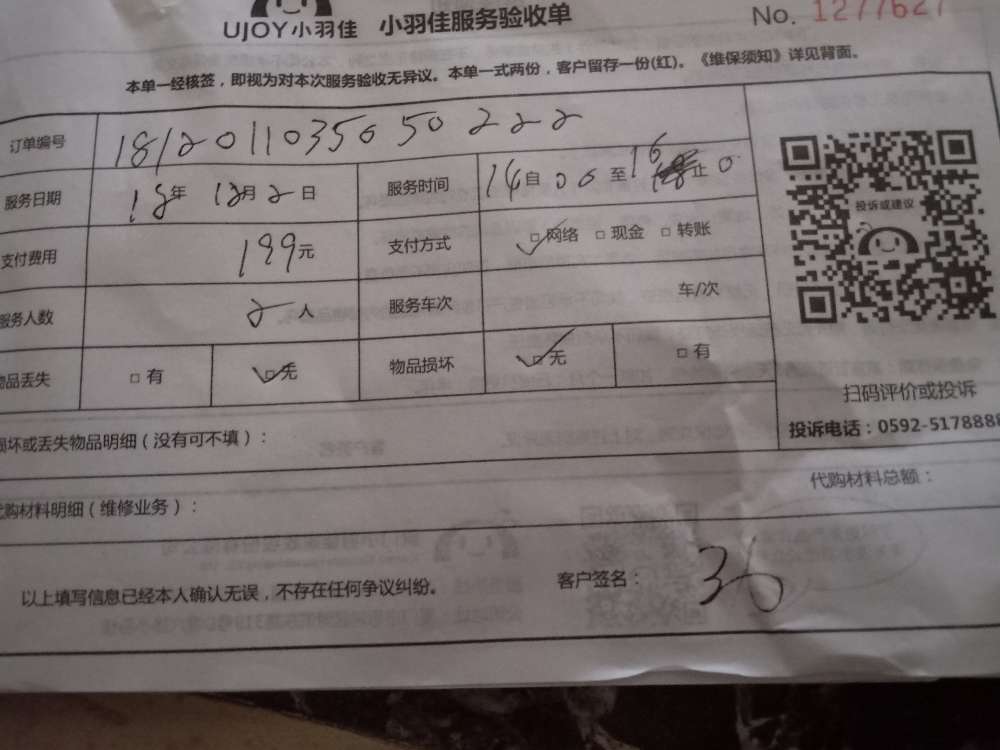 UJOY小羽佳 小羽佳服务验收单 No. 1277627
本单一经核签，即视为对本次服务验收无异议。本单一式两份，客户留存一份(红)。《维保须知》详见背面。
订单编号 1812011035050222
服务日期 18年 12月2日 服务时间 14自00至16 止0
支付费用 199元 支付方式 □网络 □现金 □转账
投诉或建议
服务人数 2人 服务车次 车/次
物品丢失 □有 □无 物品损坏 □无 □有
扫码评价或投诉
投诉电话：0592-5178888
损坏或丢失物品明细（没有可不填）：
代购材料明细（维修业务）： 代购材料总额：
以上填写信息已经本人确认无误，不存在任何争议纠纷。 客户签名：